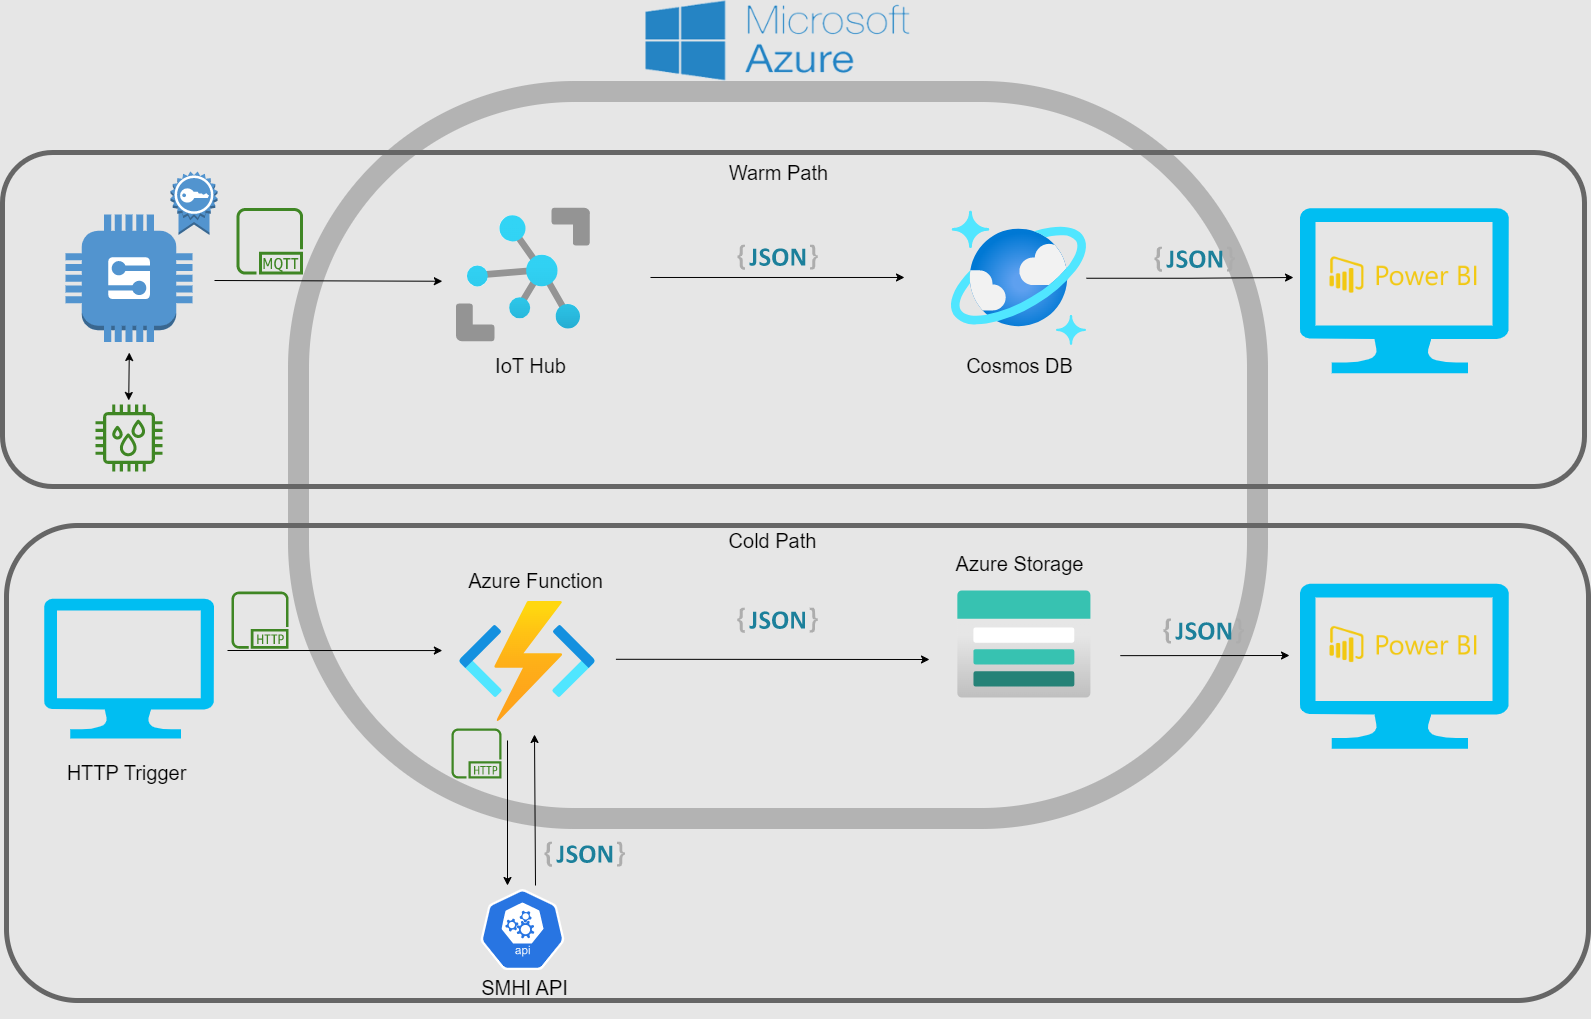 Microsoft
Azure
Warm Path
MQTT
{JSON}
{JSON}
Power BI
IoT Hub
Cosmos DB
Cold Path
Azure Function
Azure Storage
HTTP
{JSON}
{JSON}
Power BI
HTTP
HTTP Trigger
{JSON}
api
SMHI API